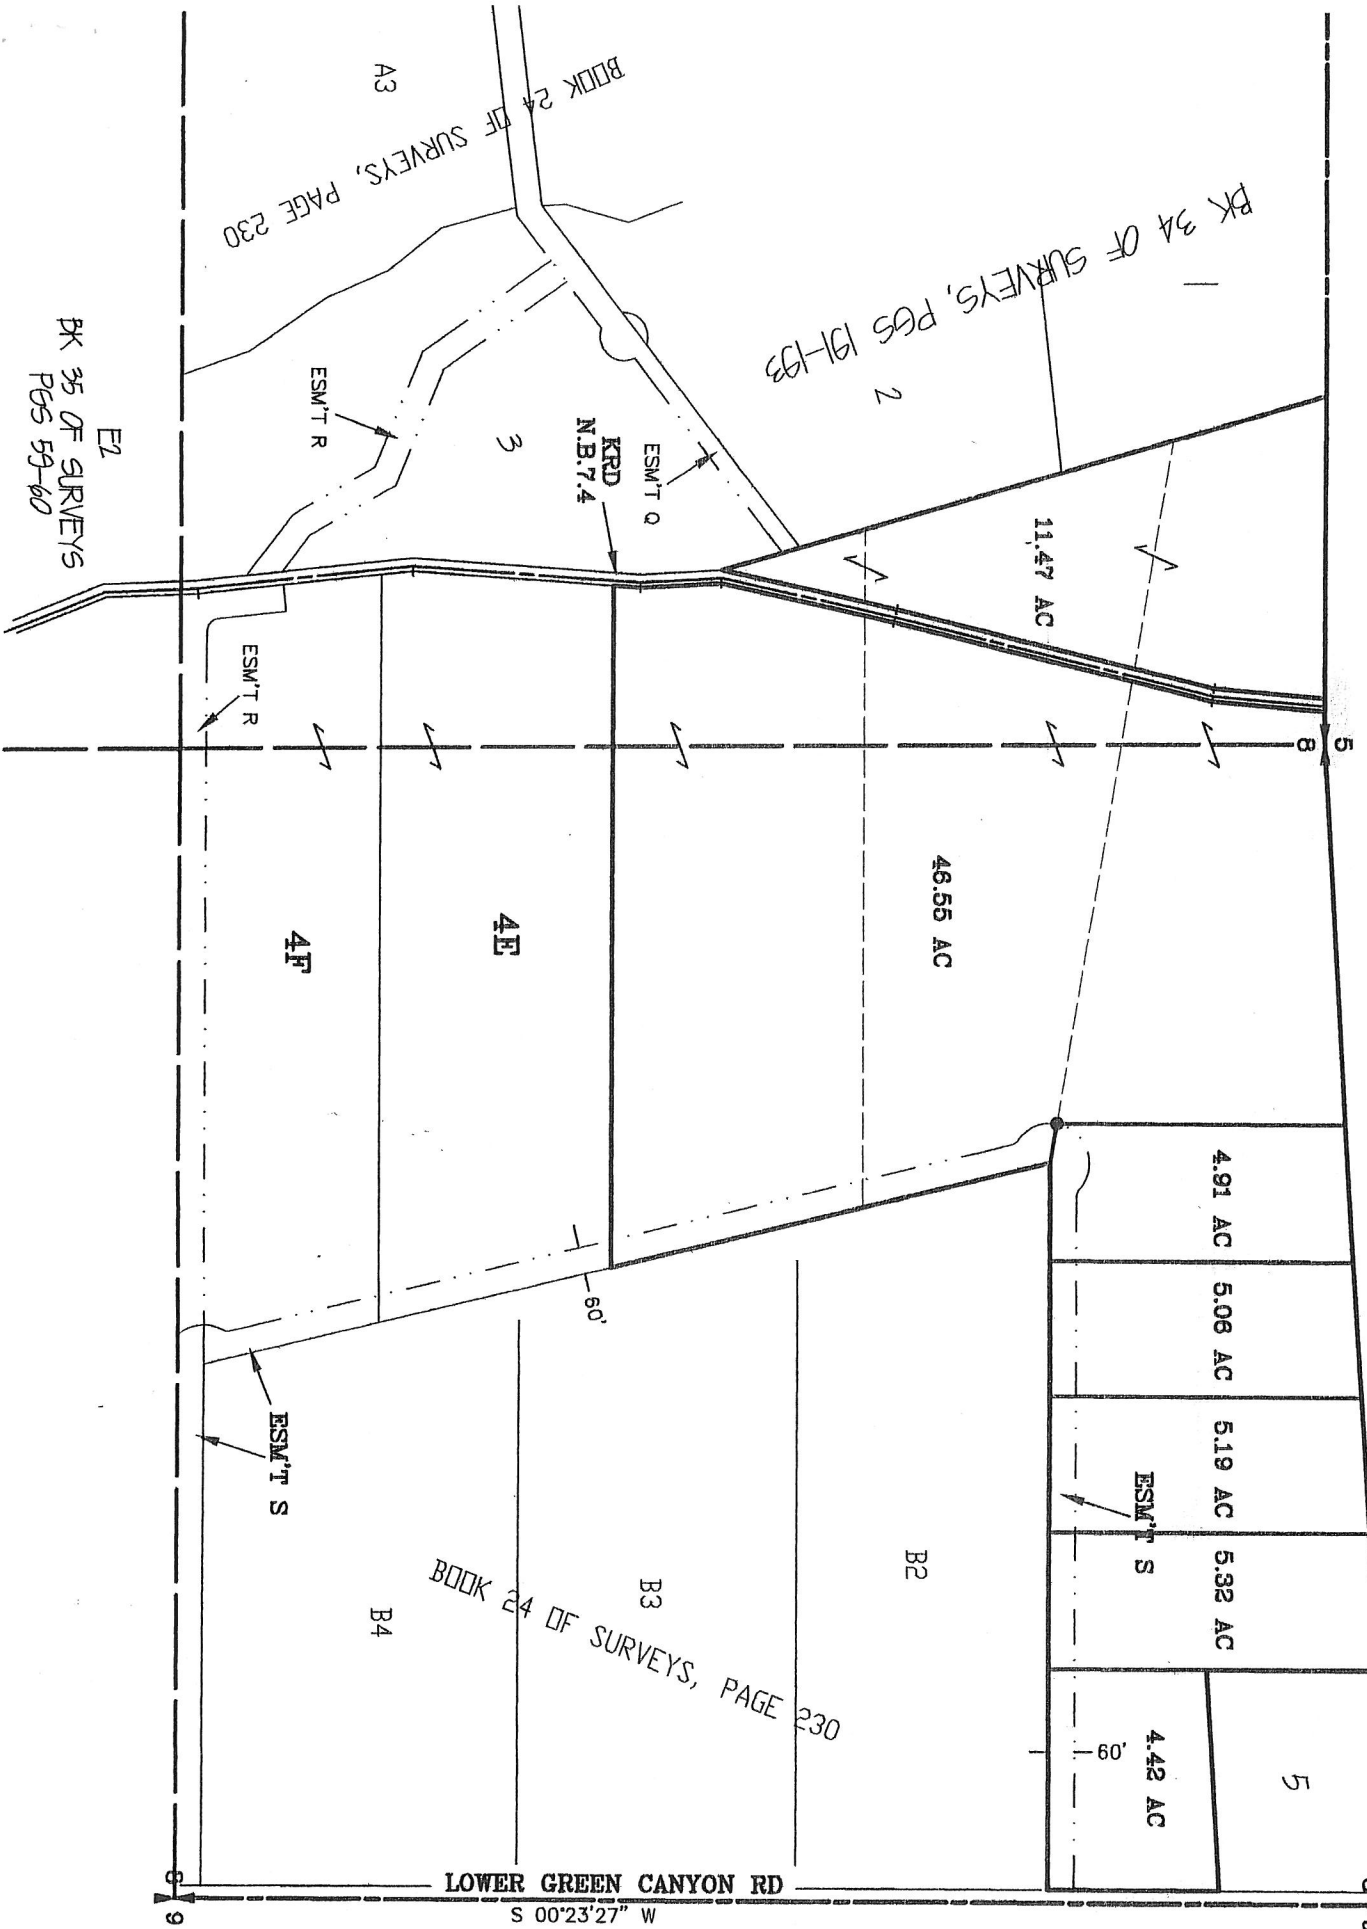 A3
BOOK 24 OF SURVEYS, PAGE 230
BK 34 OF SURVEYS, PGS 191-193
1
2
3
ESM'T R
KRD
N.B.7.4
ESM'T Q
11.47 AC
E2
BK 35 OF SURVEYS
PGS 59-60
ESM'T R
5
8
46.55 AC
4E
4F
4.91 AC
5.06 AC
5.19 AC
5.32 AC
4.42 AC
5
60'
ESM'T S
ESM'T S
60'
B2
B3
B4
BOOK 24 OF SURVEYS, PAGE 230
LOWER GREEN CANYON RD
S 00°23'27" W
9